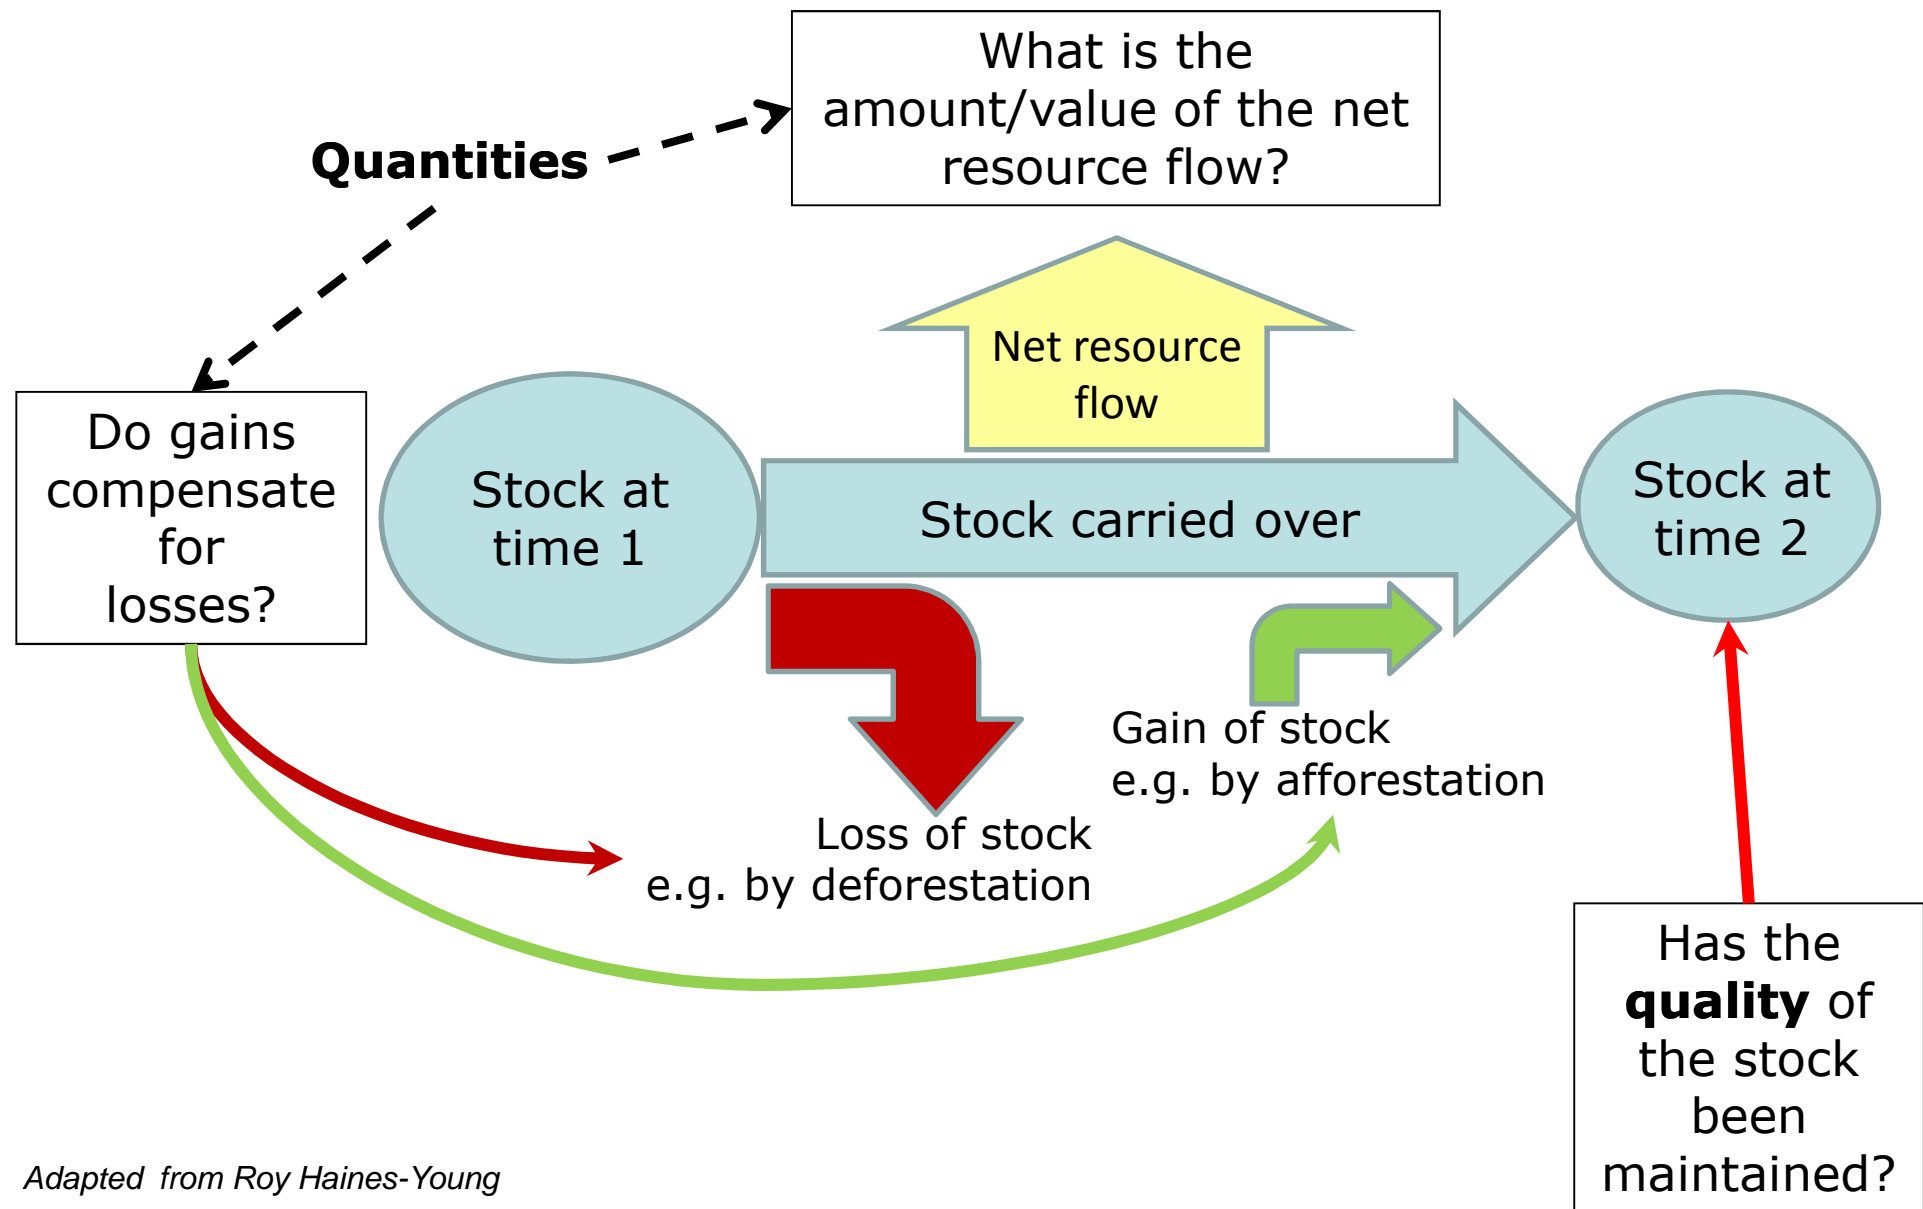 What is the
amount/value of the net
resource flow?
Quantities
Net resource
flow
Do gains
compensate
for
losses?
Stock at
time 1
Stock carried over
Stock at
time 2
Gain of stock
e.g. by afforestation
Loss of stock
e.g. by deforestation
Has the
quality of
the stock
been
maintained?
Adapted from Roy Haines-Young